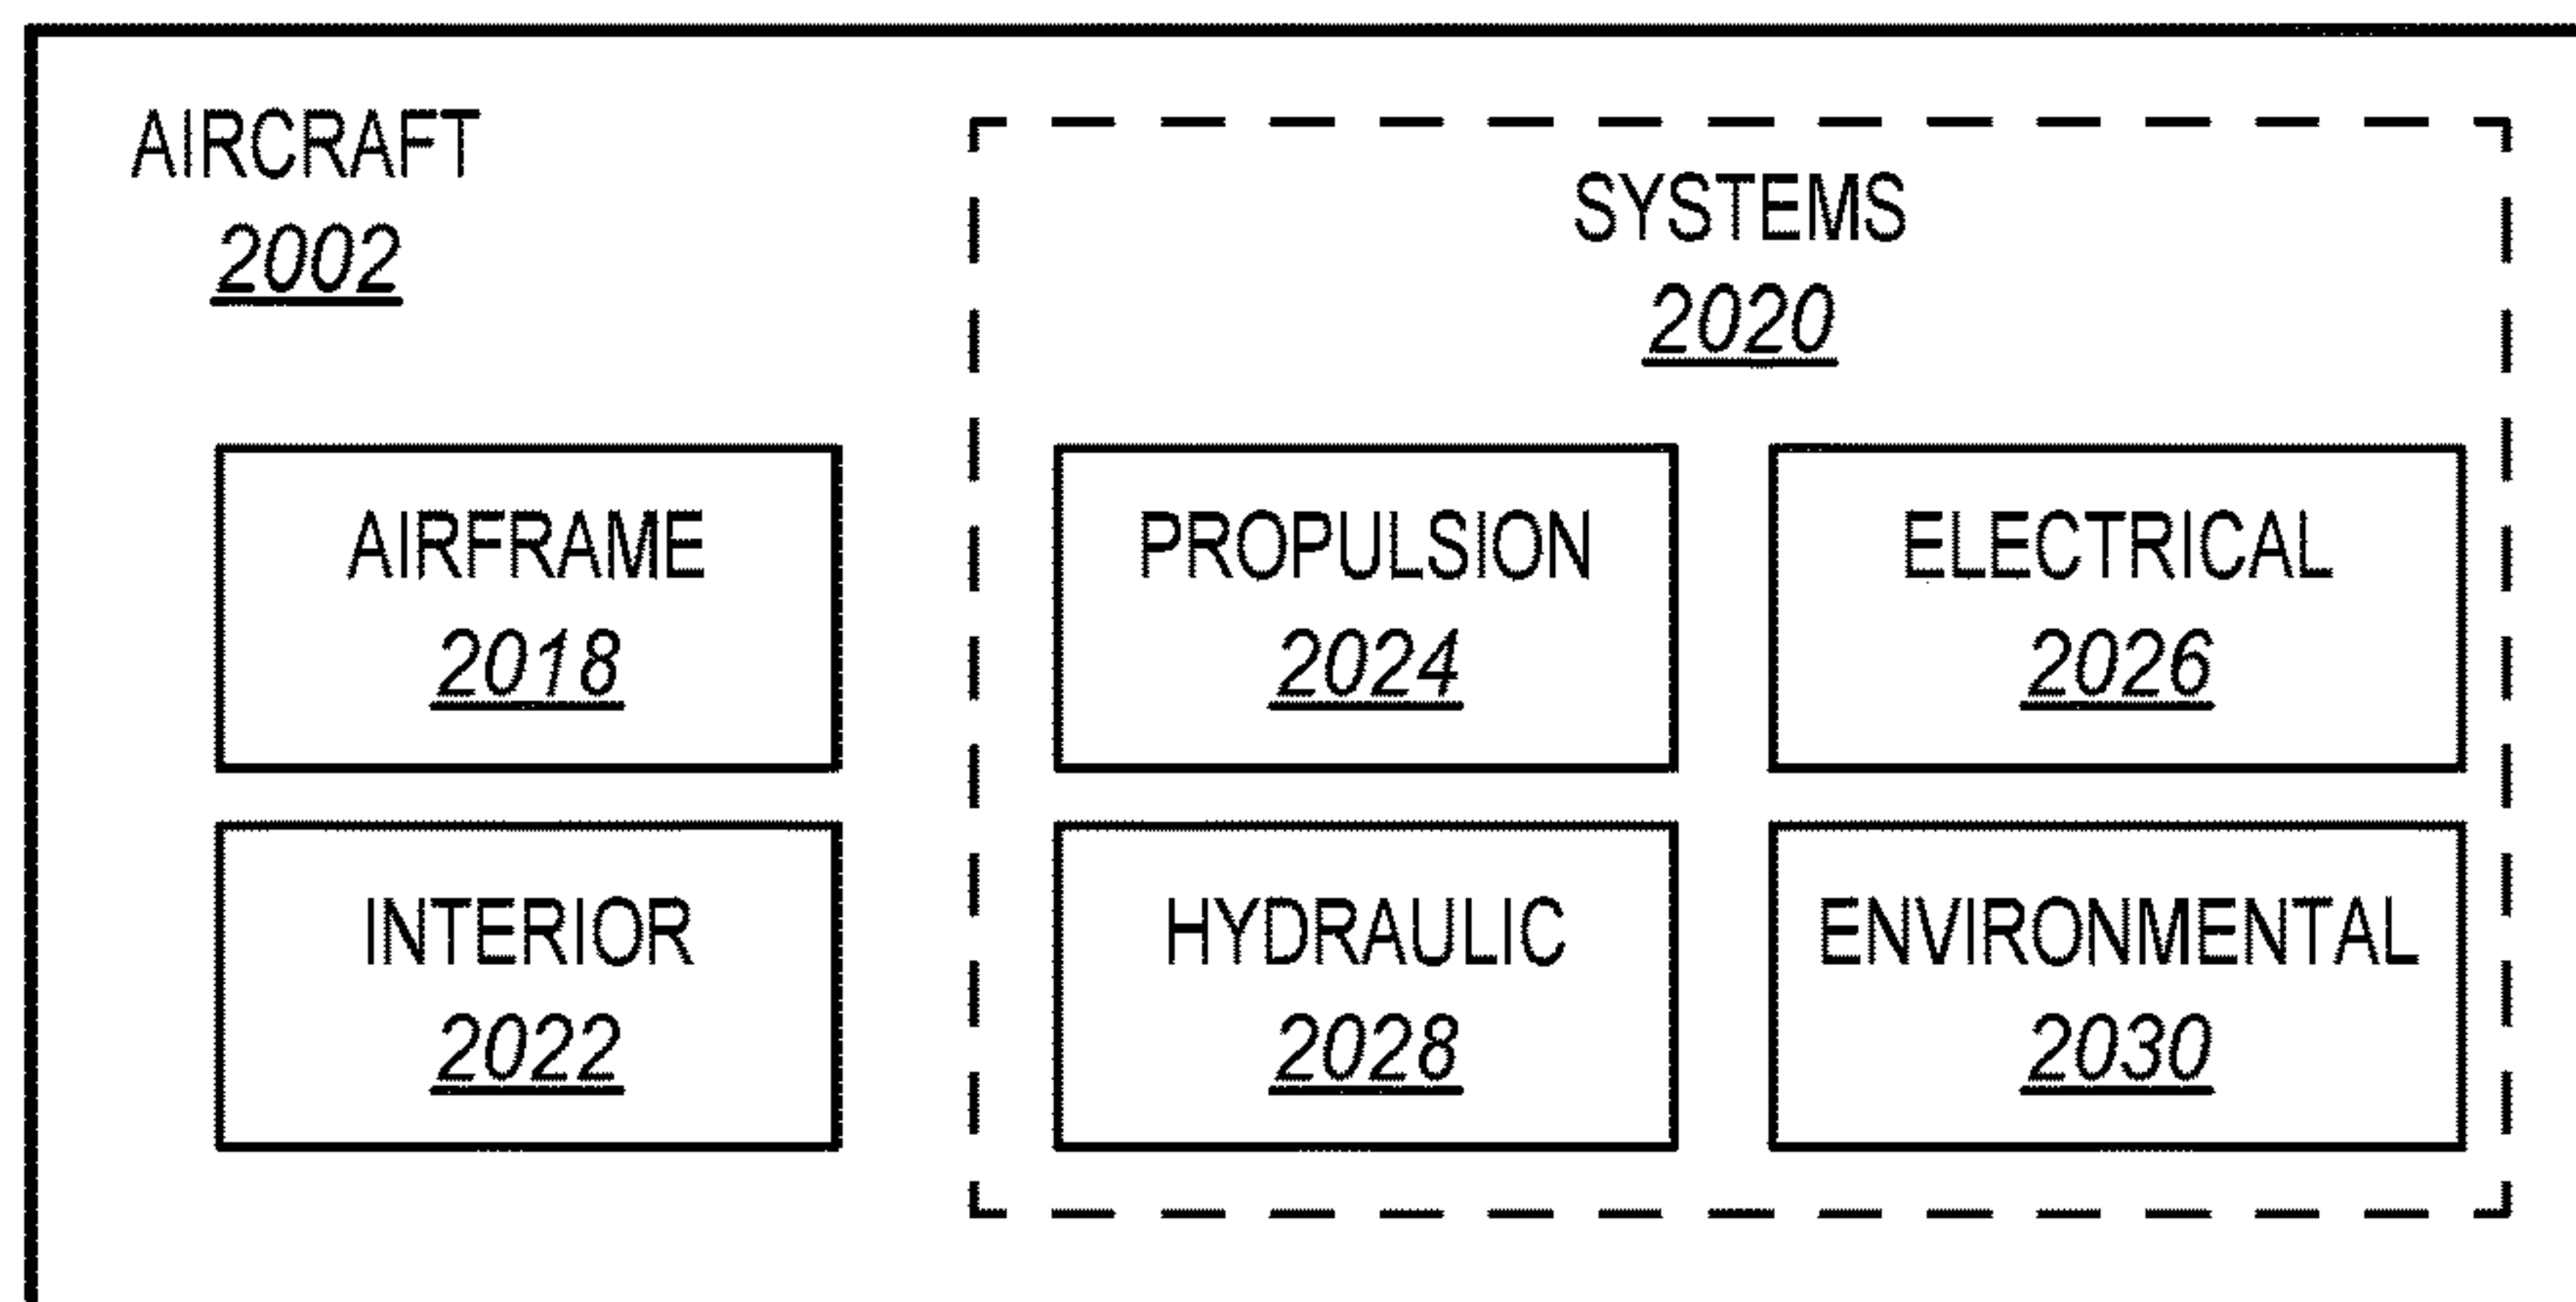 AIRCRAFT
2002
SYSTEMS
2020
AIRFRAME
2018
PROPULSION
2024
ELECTRICAL
2026
INTERIOR
2022
HYDRAULIC
2028
ENVIRONMENTAL
2030